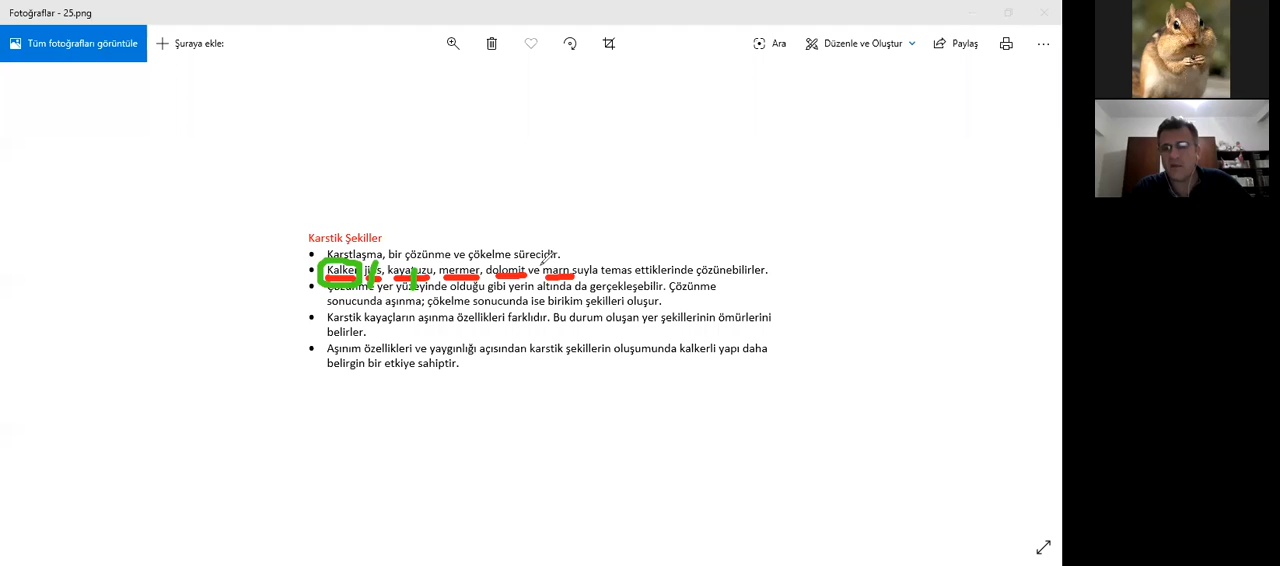 Fotoğraflar - 25.png
Tüm fotoğrafları görüntüle
Şuraya ekle:
Ara
Düzenle ve Oluştur
Paylaş
Karstik Şekiller
• Karstlaşma, bir çözünme ve çökelme sürecidir.
• Kalker, jips, kayatuzu, mermer, dolomit ve marn suyla temas ettiklerinde çözünebilirler.
• Çözünme yer yüzeyinde olduğu gibi yerin altında da gerçekleşebilir. Çözünme
sonucunda aşınma; çökelme sonucunda ise birikim şekilleri oluşur.
• Karstik kayaçların aşınma özellikleri farklıdır. Bu durum oluşan yer şekillerinin ömürlerini
belirler.
• Aşınım özellikleri ve yaygınlığı açısından karstik şekillerin oluşumunda kalkerli yapı daha
belirgin bir etkiye sahiptir.